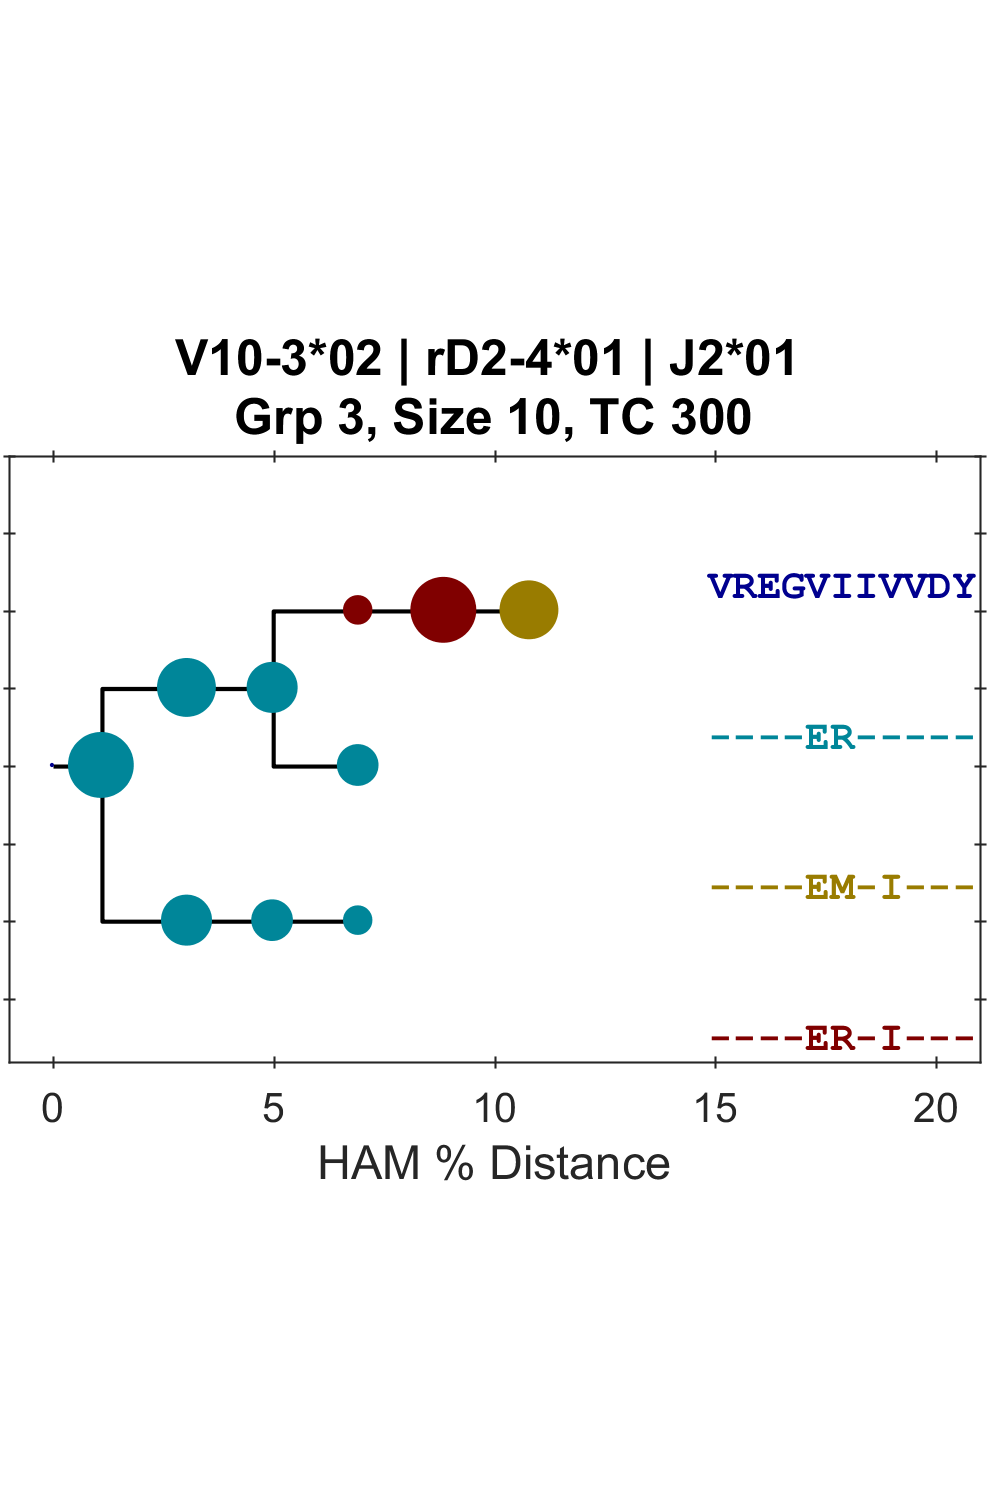 V10-3*02 | rD2-4*01 | J2*01
Grp 3, Size 10, TC 300
VREGVIIVVDY
----ER-----
----EM-I---
----ER-I---
0 5 10 15 20
HAM % Distance